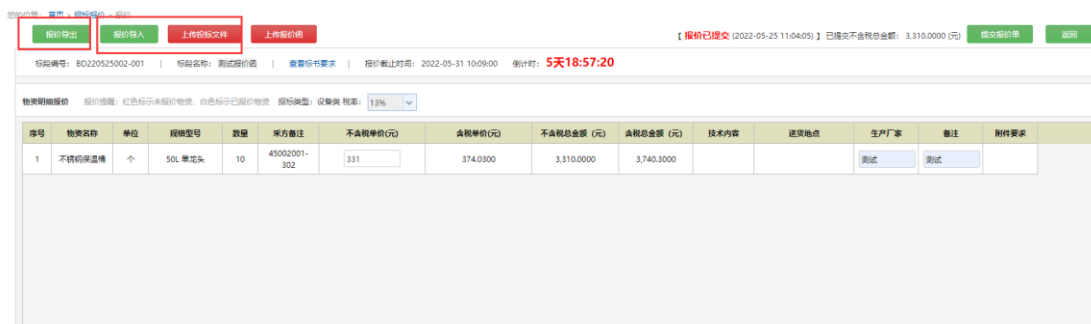 您的位置： 首页 > 招标报价 > 报价
报价导出 报价导入 上传投标文件 上传报价函 【 报价已提交 (2022-05-25 11:04:05) 】 已提交不含税总金额： 3,310.0000 (元) 提交报价单 返回
标段编号： BD220525002-001 | 标段名称： 测试报价函 | 查看标书要求 | 报价截止时间： 2022-05-31 10:09:00 倒计时： 5天18:57:20
物资明细报价 报价提醒：红色标示未报价物资，白色标示已报价物资 招标类型：设备类 税率： 13%
序号 物资名称 单位 规格型号 数量 采方备注 不含税单价(元) 含税单价(元) 不含税总金额（元） 含税总金额（元） 技术内容 送货地点 生产厂家 备注 附件要求
1 不锈钢保温桶 个 50L 单龙头 10 45002001-302 331 374.0300 3,310.0000 3,740.3000 测试 测试